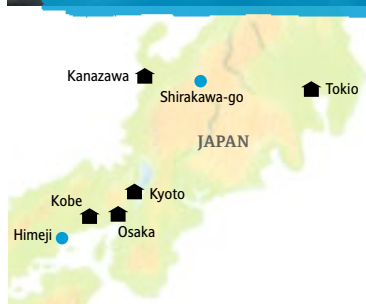 Kanazawa
Shirakawa-go
Tokio
JAPAN
Kyoto
Kobe
Osaka
Himeji